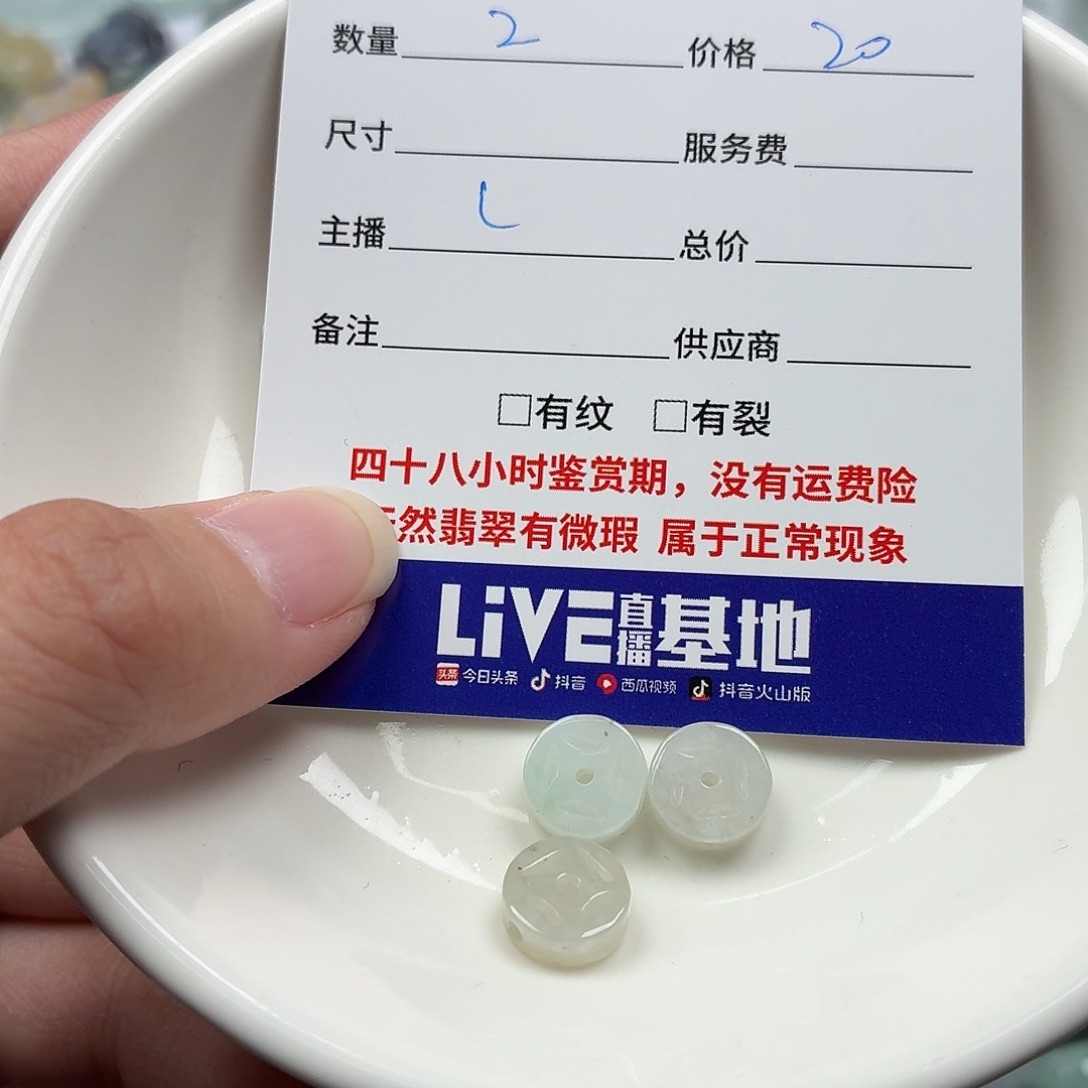 数量 2 价格 20
尺寸 服务费
主播 L 总价
备注 供应商
□有纹 □有裂
四十八小时鉴赏期，没有运费险
然翡翠有微瑕 属于正常现象
LiVE直播基地
头条 今日头条 抖音 西瓜视频 抖音火山版